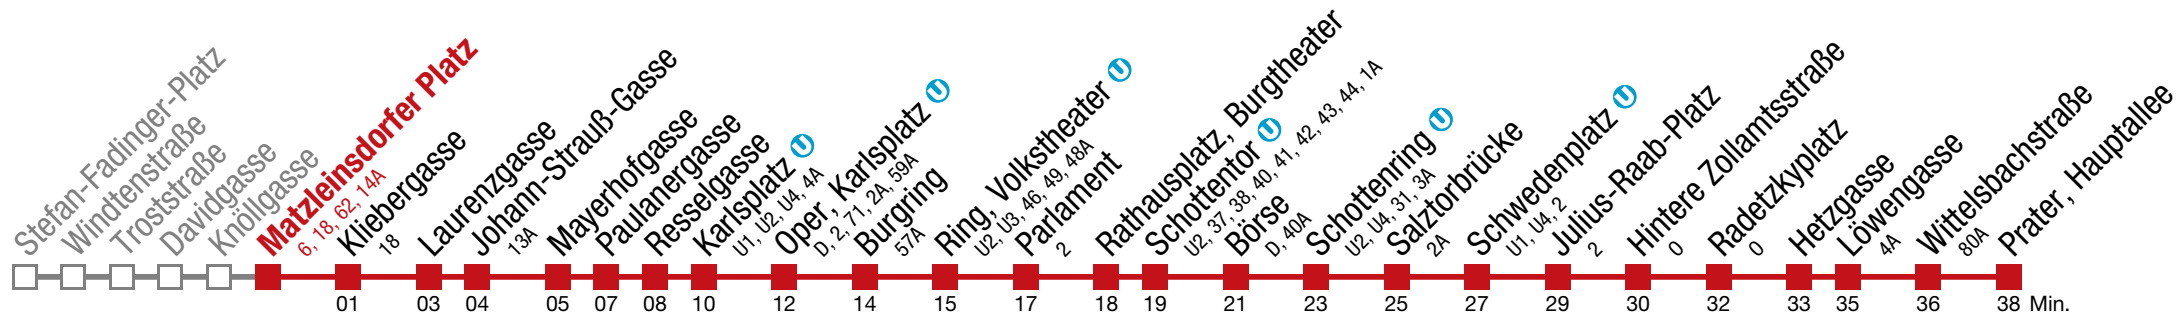 Stefan-Fadinger-Platz
Windtenstraße
Troststraße
Davidgasse
Knöllgasse
Matzleinsdorfer Platz
6, 18, 62, 14A
Kliebergasse
18
Laurenzgasse
Johann-Strauß-Gasse
13A
Mayerhofgasse
Paulanergasse
Resselgasse
Karlsplatz U
U1, U2, U4, 4A
Oper, Karlsplatz U
D, 2, 71, 2A, 59A
Burgring
57A
Ring, Volkstheater U
U2, U3, 46, 49, 48A
Parlament
2
Rathausplatz, Burgtheater
Schottentor U
U2, 37, 38, 40, 41, 42, 43, 44, 1A
Börse
D, 40A
Schottenring U
U2, U4, 31, 3A
Salztorbrücke
2A
Schwedenplatz U
U1, U4, 2
Julius-Raab-Platz
2
Hintere Zollamtsstraße
O
Radetzkyplatz
O
Hetzgasse
Löwengasse
4A
Wittelsbachstraße
80A
Prater, Hauptallee
01 03 04 05 07 08 10 12 14 15 17 18 19 21 23 25 27 29 30 32 33 35 36 38 Min.